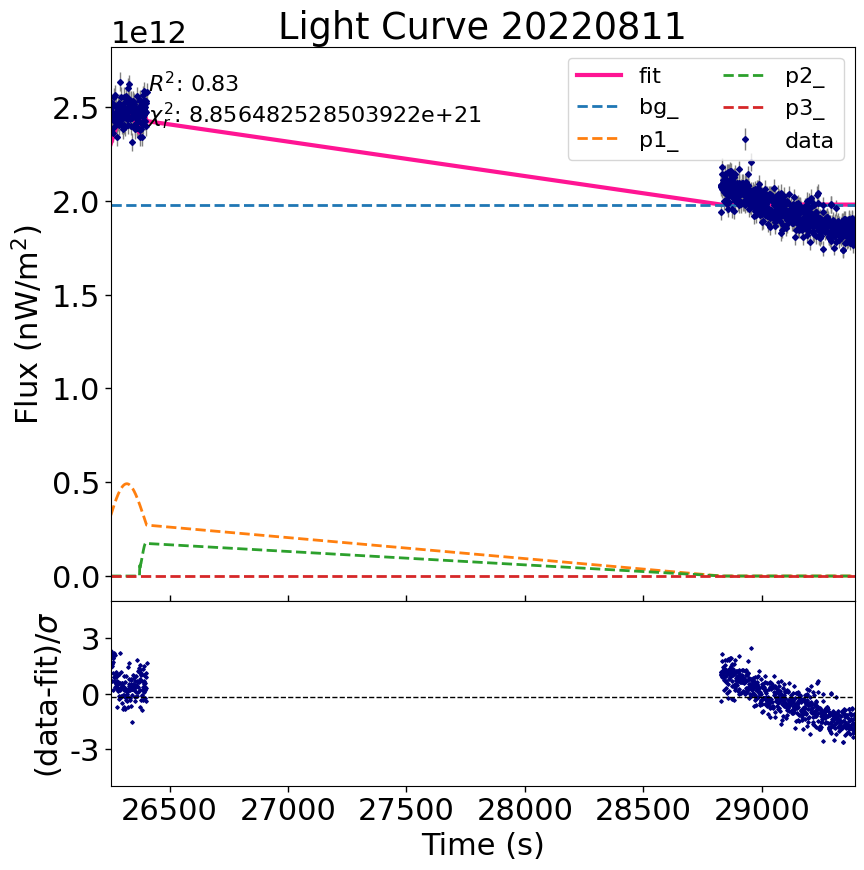 Light Curve 20220811
1e12
R²: 0.83
χ²ᵣ: 8.856482528503922e+21
fit
bg_
p1_
p2_
p3_
data
Flux (nW/m²)
2.5
2.0
1.5
1.0
0.5
0.0
(data-fit)/σ
3
0
-3
26500 27000 27500 28000 28500 29000
Time (s)